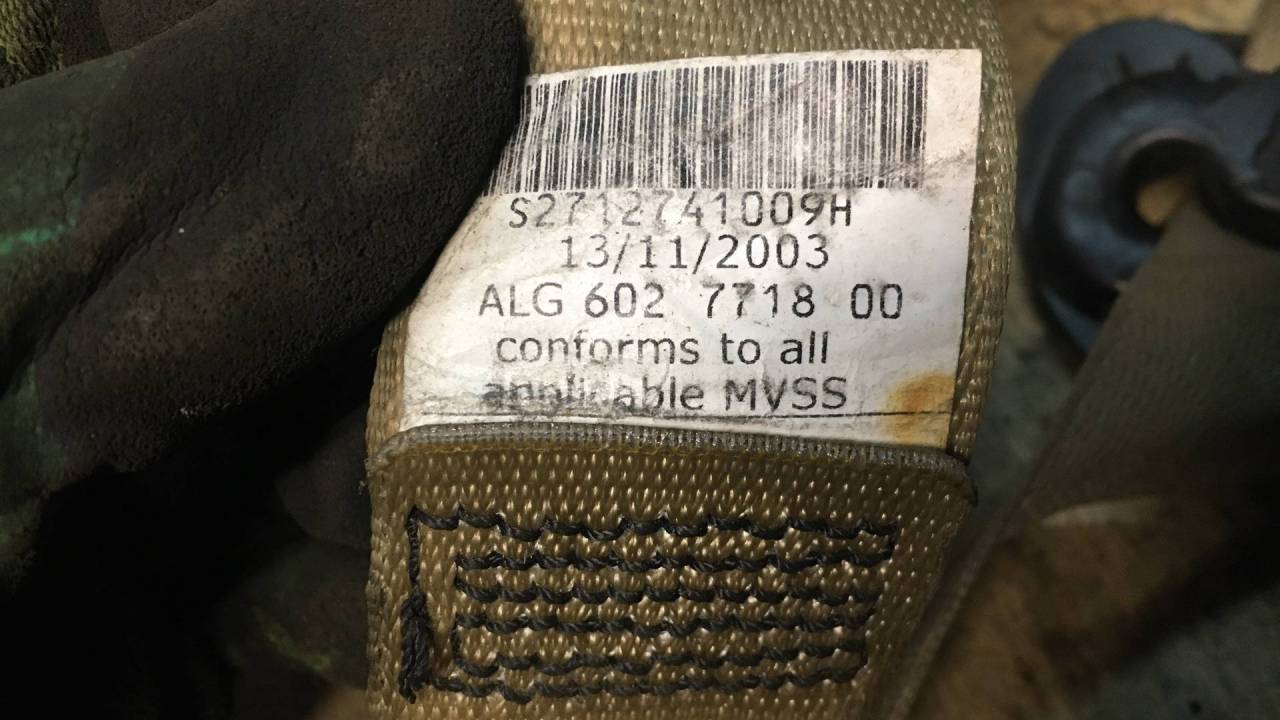 S2712741009H
13/11/2003
ALG 602 7718 00
conforms to all
applicable MVSS